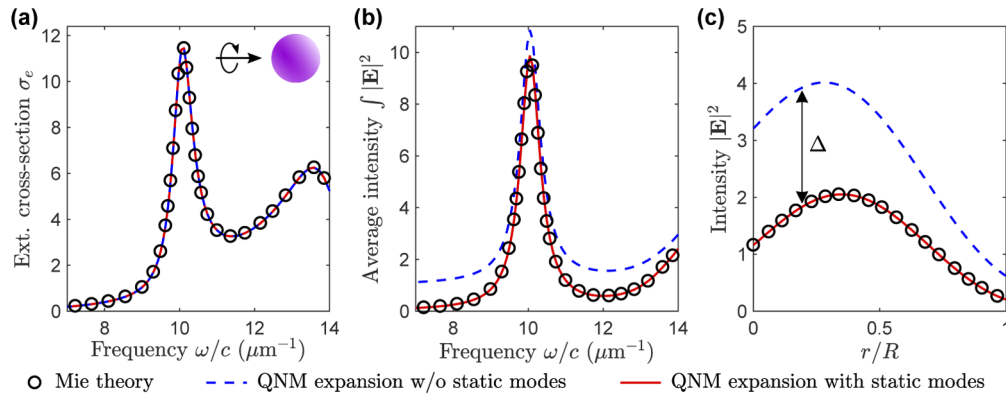 (a)
Ext. cross-section σₑ
12
10
8
6
4
2
0
8 10 12 14
Frequency ω/c (μm⁻¹)
(b)
Average intensity ∫|E|²
10
8
6
4
2
0
8 10 12 14
Frequency ω/c (μm⁻¹)
(c)
Intensity |E|²
5
4
3
2
1
0
Δ
0 0.5 1
r/R
Mie theory QNM expansion w/o static modes QNM expansion with static modes